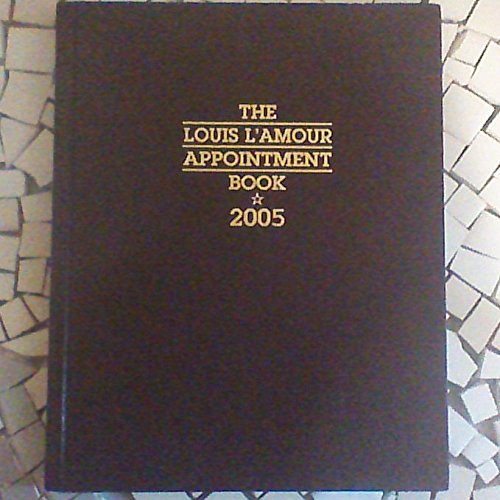 THE
LOUIS L'AMOUR
APPOINTMENT
BOOK
2005